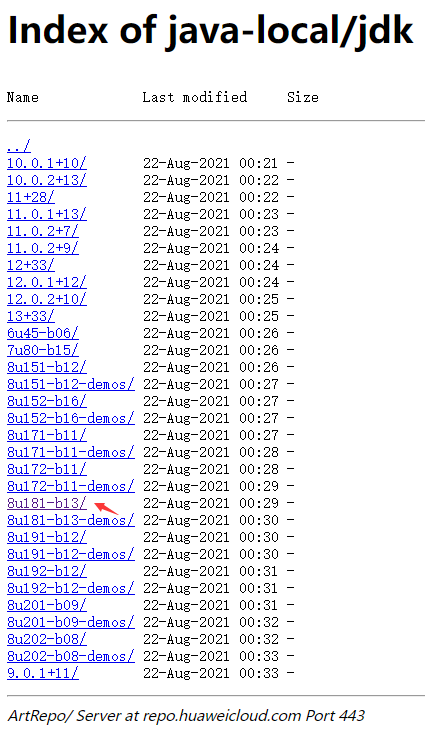 Index of java-local/jdk
Name Last modified Size
../
10.0.1+10/ 22-Aug-2021 00:21 -
10.0.2+13/ 22-Aug-2021 00:22 -
11+28/ 22-Aug-2021 00:22 -
11.0.1+13/ 22-Aug-2021 00:23 -
11.0.2+7/ 22-Aug-2021 00:23 -
11.0.2+9/ 22-Aug-2021 00:24 -
12+33/ 22-Aug-2021 00:24 -
12.0.1+12/ 22-Aug-2021 00:24 -
12.0.2+10/ 22-Aug-2021 00:25 -
13+33/ 22-Aug-2021 00:25 -
6u45-b06/ 22-Aug-2021 00:26 -
7u80-b15/ 22-Aug-2021 00:26 -
8u151-b12/ 22-Aug-2021 00:26 -
8u151-b12-demos/ 22-Aug-2021 00:27 -
8u152-b16/ 22-Aug-2021 00:27 -
8u152-b16-demos/ 22-Aug-2021 00:27 -
8u171-b11/ 22-Aug-2021 00:27 -
8u171-b11-demos/ 22-Aug-2021 00:28 -
8u172-b11/ 22-Aug-2021 00:28 -
8u172-b11-demos/ 22-Aug-2021 00:29 -
8u181-b13/ 22-Aug-2021 00:29 -
8u181-b13-demos/ 22-Aug-2021 00:30 -
8u191-b12/ 22-Aug-2021 00:30 -
8u191-b12-demos/ 22-Aug-2021 00:30 -
8u192-b12/ 22-Aug-2021 00:31 -
8u192-b12-demos/ 22-Aug-2021 00:31 -
8u201-b09/ 22-Aug-2021 00:31 -
8u201-b09-demos/ 22-Aug-2021 00:32 -
8u202-b08/ 22-Aug-2021 00:32 -
8u202-b08-demos/ 22-Aug-2021 00:33 -
9.0.1+11/ 22-Aug-2021 00:33 -
ArtRepo/ Server at repo.huaweicloud.com Port 443